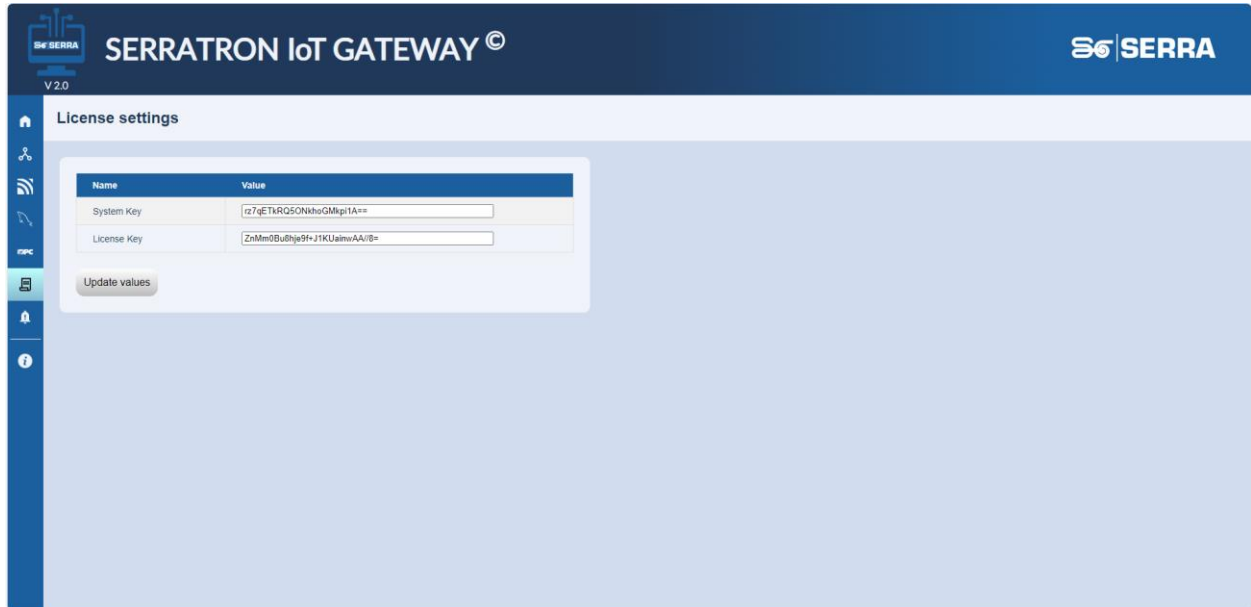 SERRA
V 2.0
SERRATRON IoT GATEWAY ©
SERRA
License settings
Name Value
System Key rz7qETkRQ5ONkhoGMkpi1A==
License Key ZnMm0Bu8hje9f+J1KUainwAA//8=
OPC
Update values